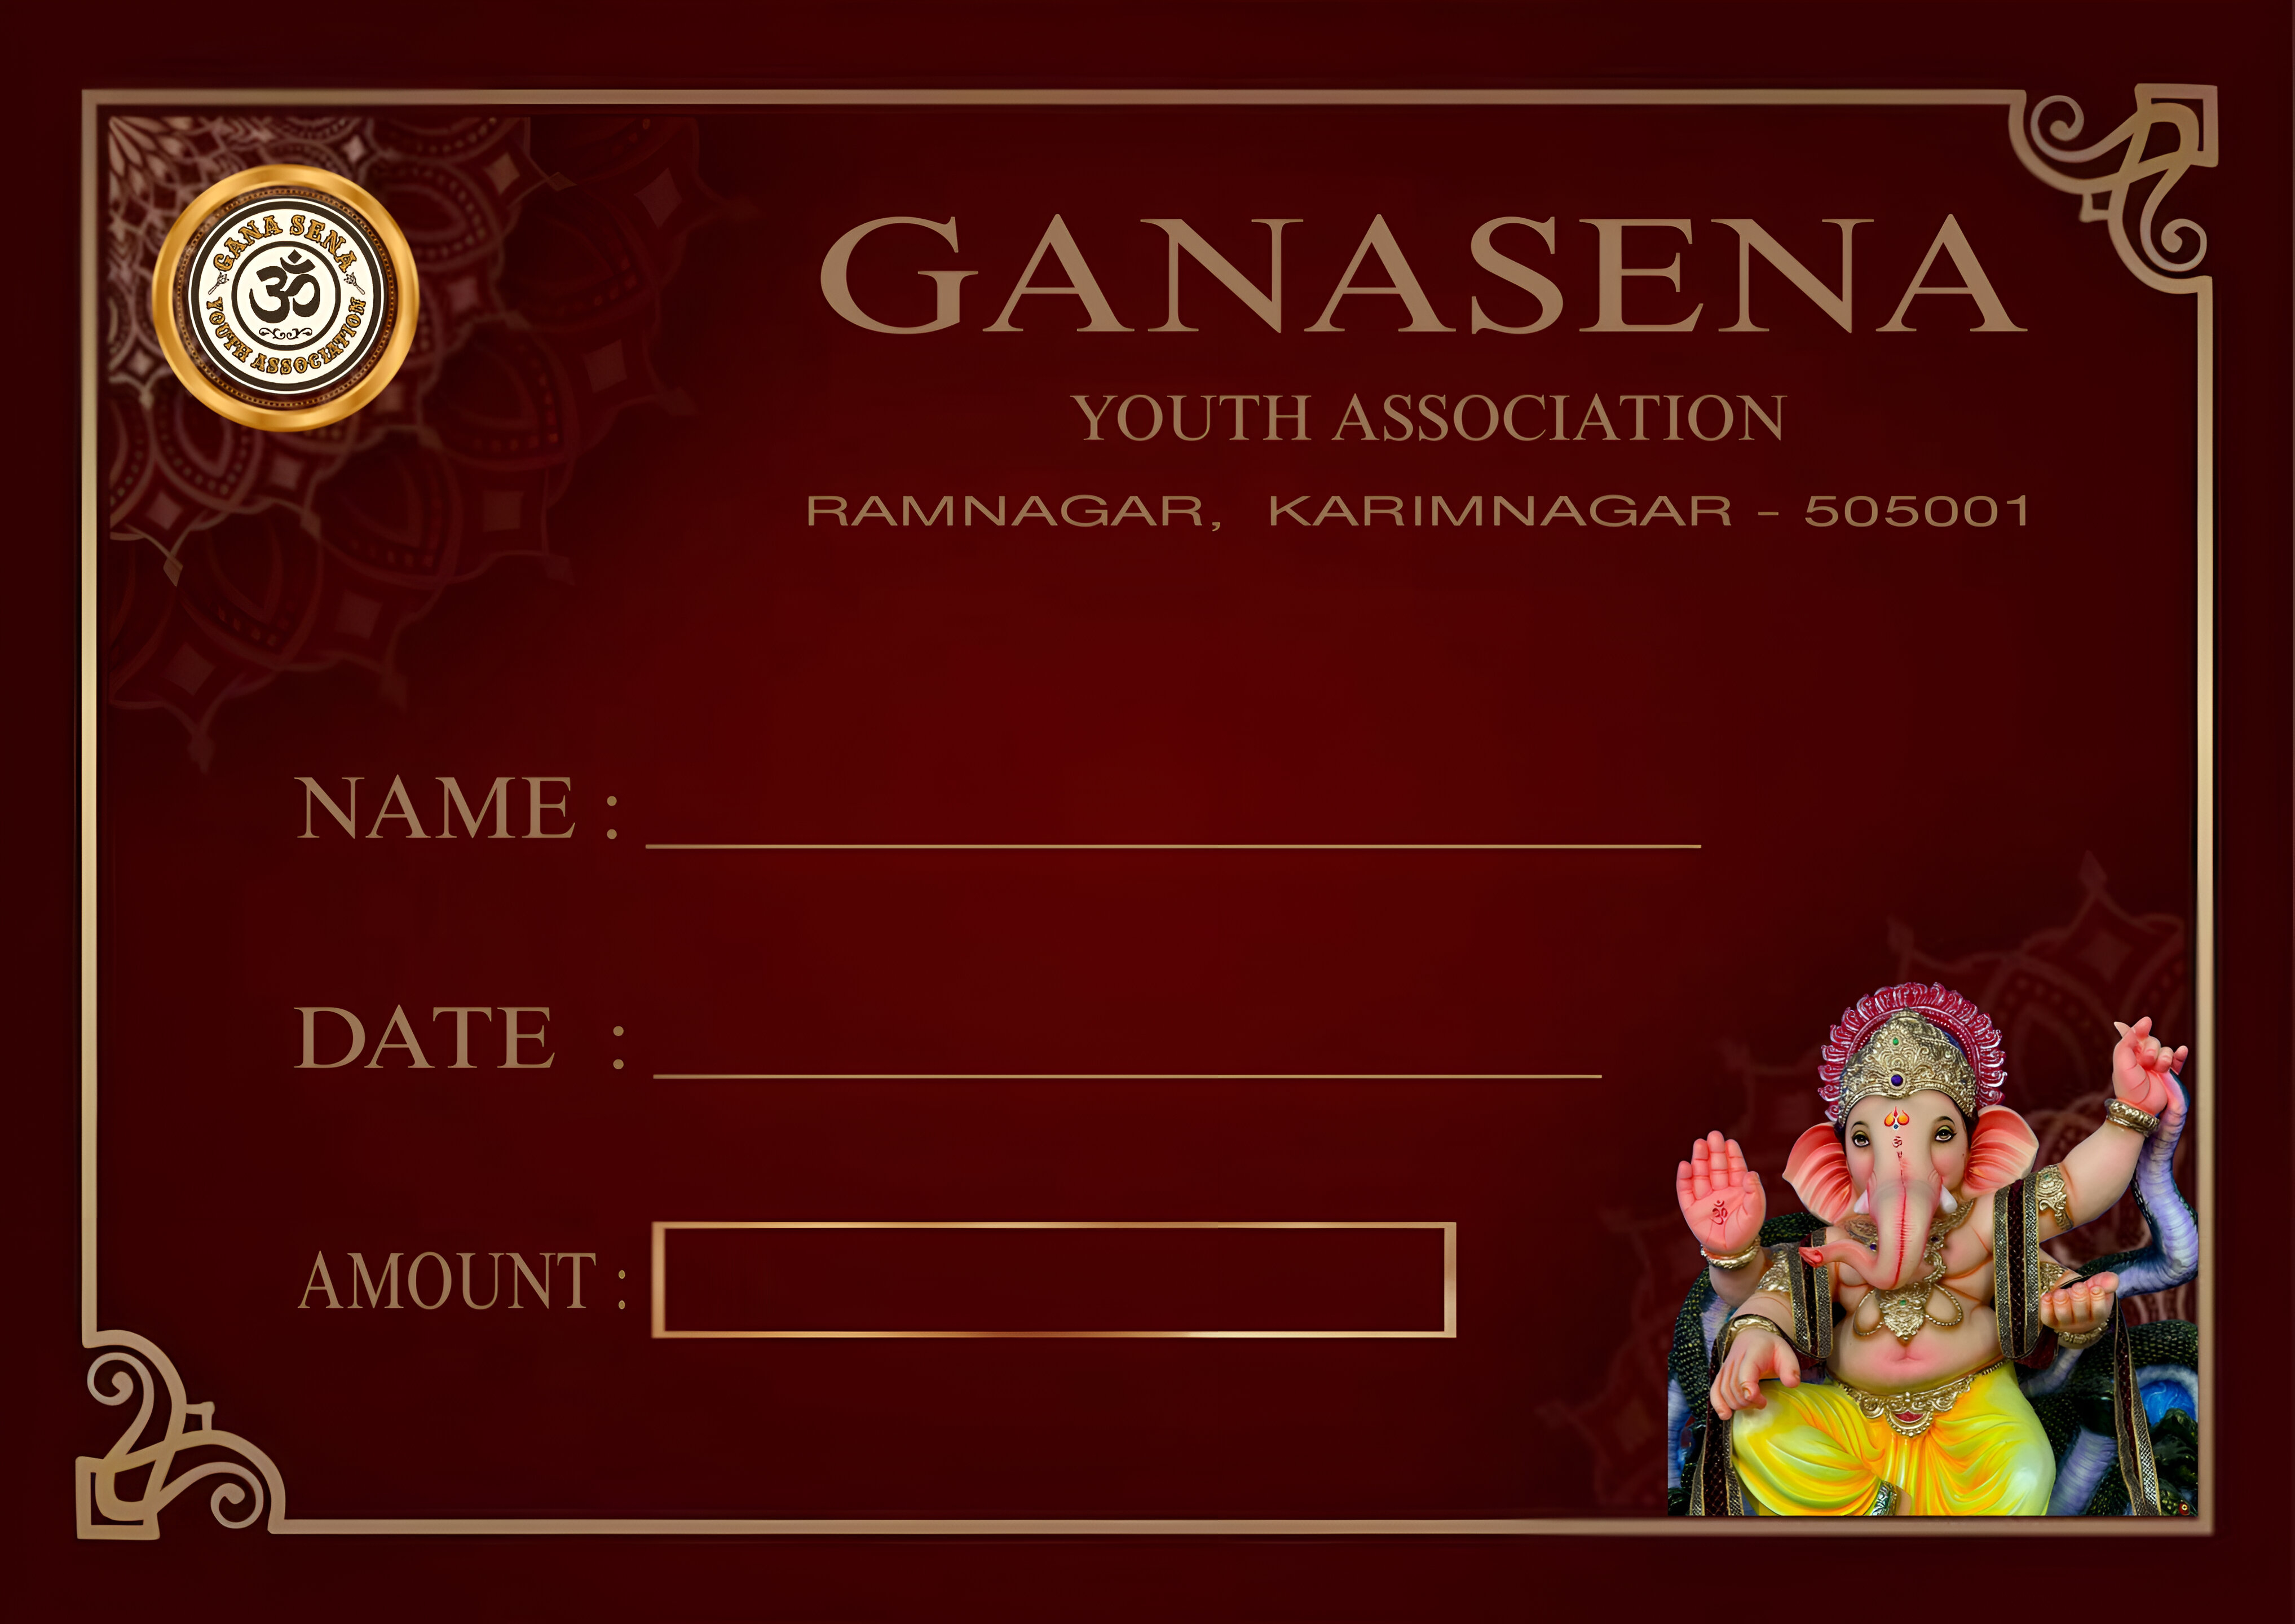 GANA SENA
ॐ
YOUTH ASSOCIATION
GANASENA
YOUTH ASSOCIATION
RAMNAGAR, KARIMNAGAR - 505001
NAME :
DATE :
AMOUNT :
ॐ
ॐ